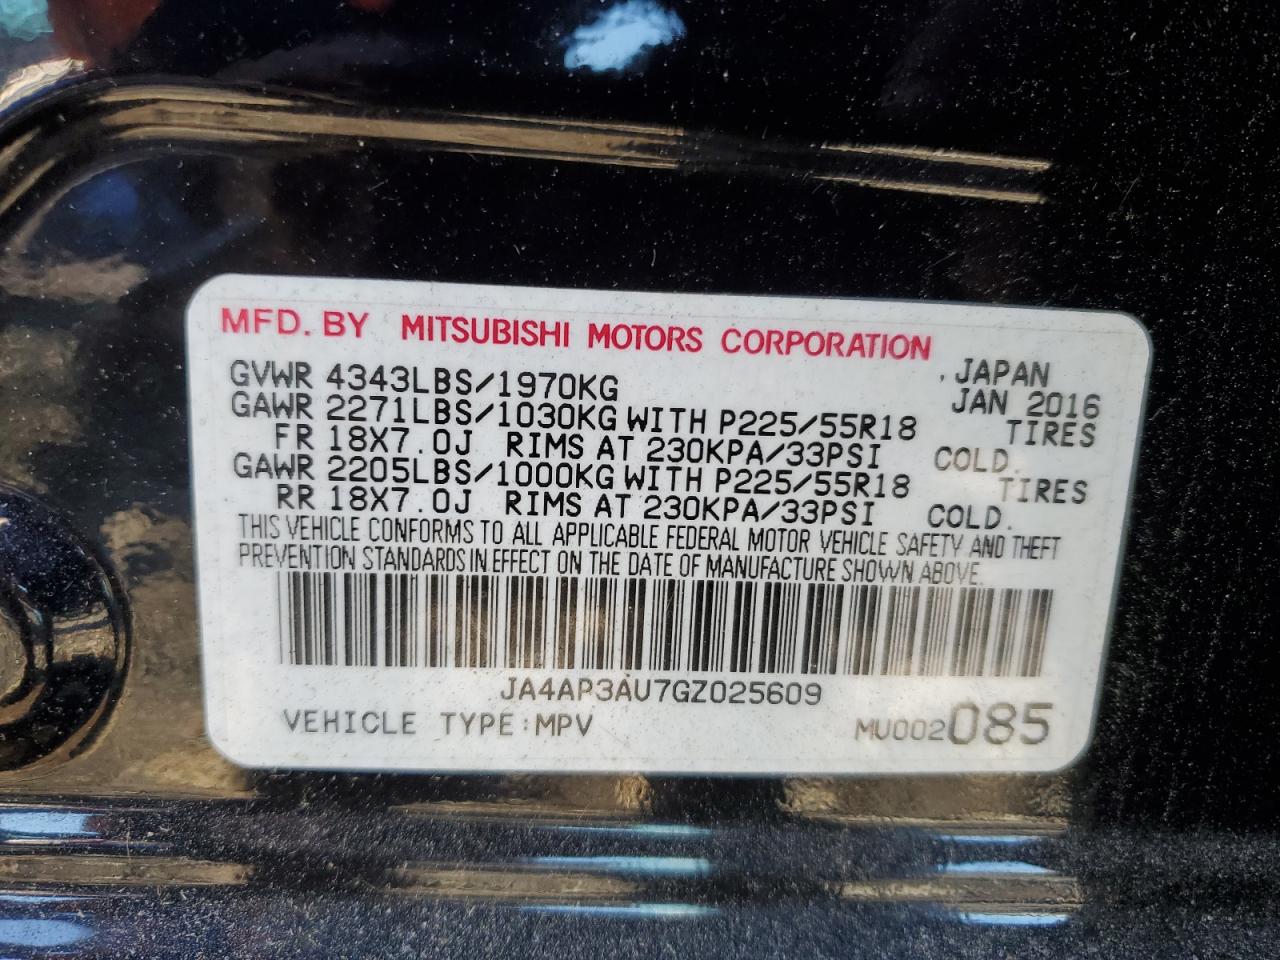 MFD. BY MITSUBISHI MOTORS CORPORATION
GVWR 4343LBS/1970KG . JAPAN
JAN 2016
GAWR 2271LBS/1030KG WITH P225/55R18 TIRES
FR 18X7.0J RIMS AT 230KPA/33PSI COLD.
GAWR 2205LBS/1000KG WITH P225/55R18 TIRES
RR 18X7.0J RIMS AT 230KPA/33PSI COLD.
THIS VEHICLE CONFORMS TO ALL APPLICABLE FEDERAL MOTOR VEHICLE SAFETY AND THEFT
PREVENTION STANDARDS IN EFFECT ON THE DATE OF MANUFACTURE SHOWN ABOVE.
JA4AP3AU7GZ025609
VEHICLE TYPE:MPV MU002085